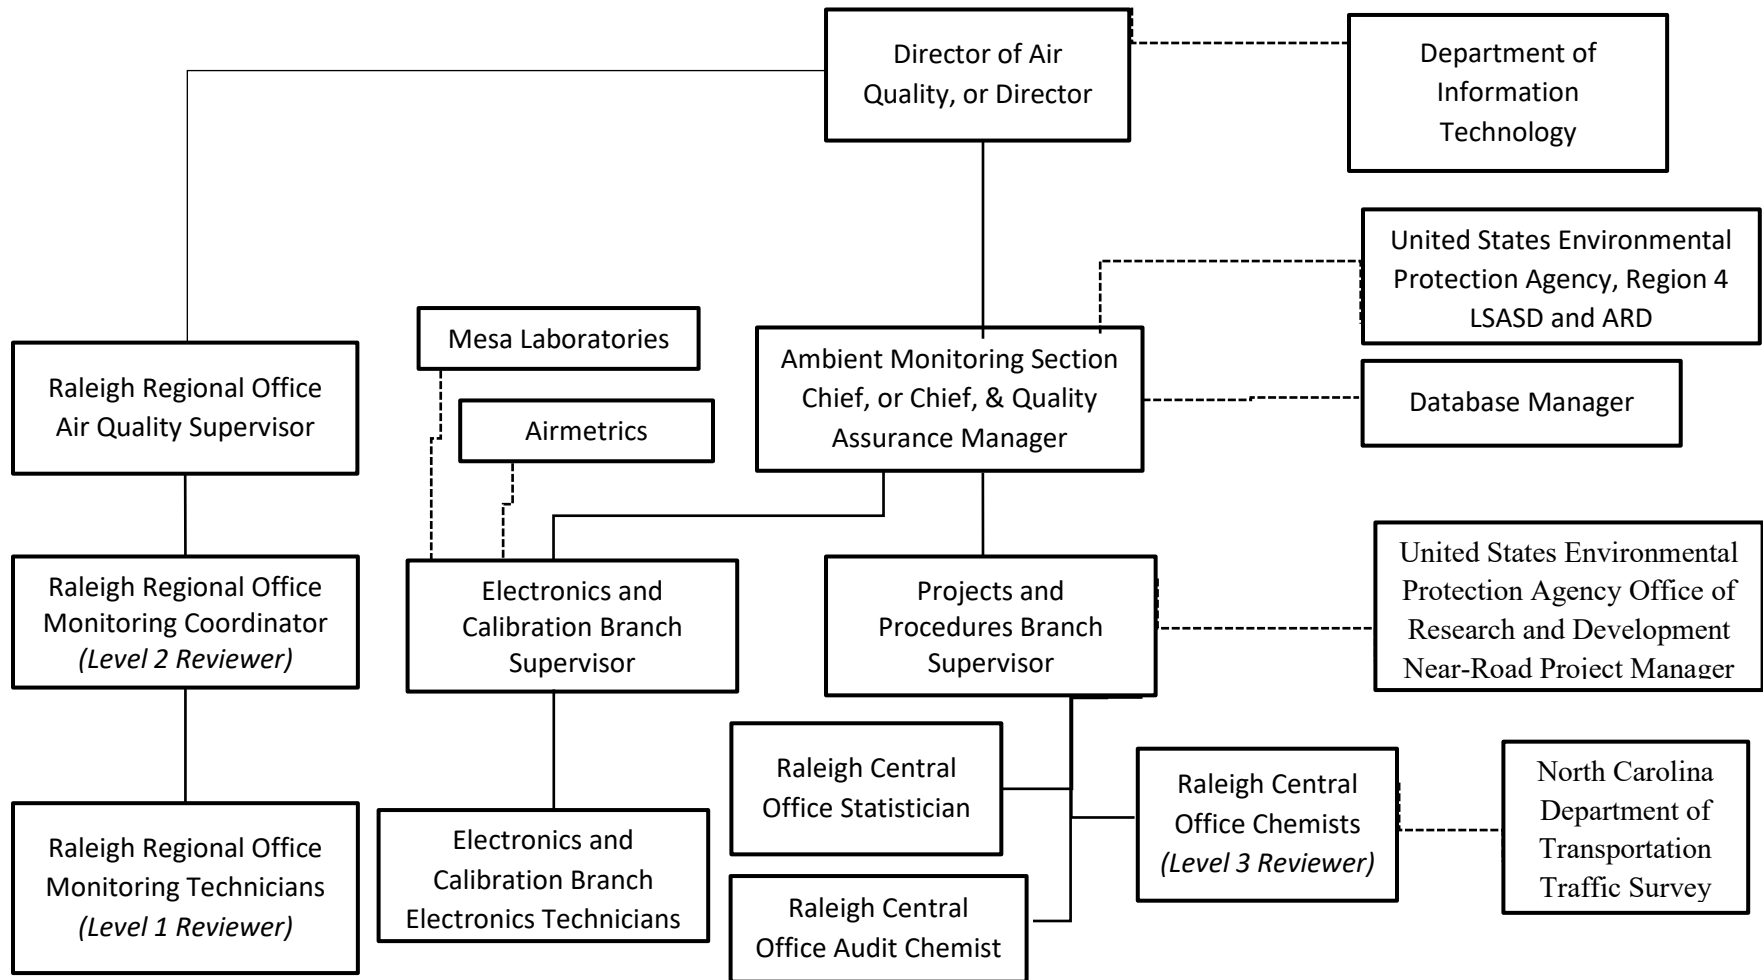 Director of Air
Quality, or Director
Department of
Information
Technology
United States Environmental
Protection Agency, Region 4
LSASD and ARD
Mesa Laboratories
Ambient Monitoring Section
Chief, or Chief, & Quality
Assurance Manager
Raleigh Regional Office
Air Quality Supervisor
Airmetrics
Database Manager
Raleigh Regional Office
Monitoring Coordinator
(Level 2 Reviewer)
Electronics and
Calibration Branch
Supervisor
Projects and
Procedures Branch
Supervisor
United States Environmental
Protection Agency Office of
Research and Development
Near-Road Project Manager
Raleigh Central
Office Statistician
Raleigh Central
Office Chemists
(Level 3 Reviewer)
North Carolina
Department of
Transportation
Traffic Survey
Raleigh Regional Office
Monitoring Technicians
(Level 1 Reviewer)
Electronics and
Calibration Branch
Electronics Technicians
Raleigh Central
Office Audit Chemist